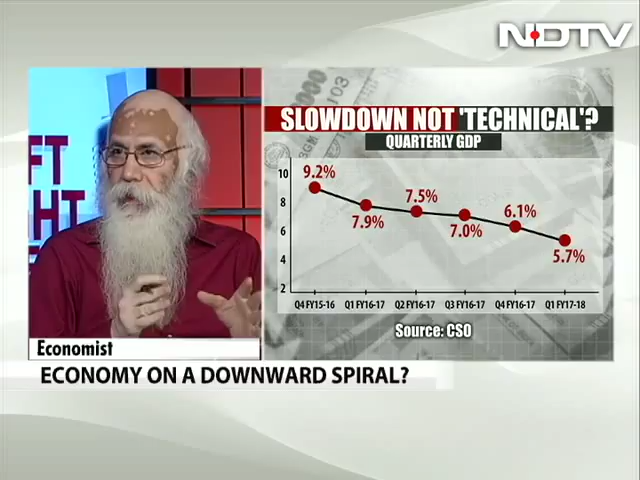 NDTV
FT
HT
SLOWDOWN NOT 'TECHNICAL'?
QUARTERLY GDP
10
8
6
4
2
9.2%
7.9%
7.5%
7.0%
6.1%
5.7%
Q4 FY15-16
Q1 FY16-17
Q2 FY16-17
Q3 FY16-17
Q4 FY16-17
Q1 FY17-18
Source: CSO
Economist
ECONOMY ON A DOWNWARD SPIRAL?